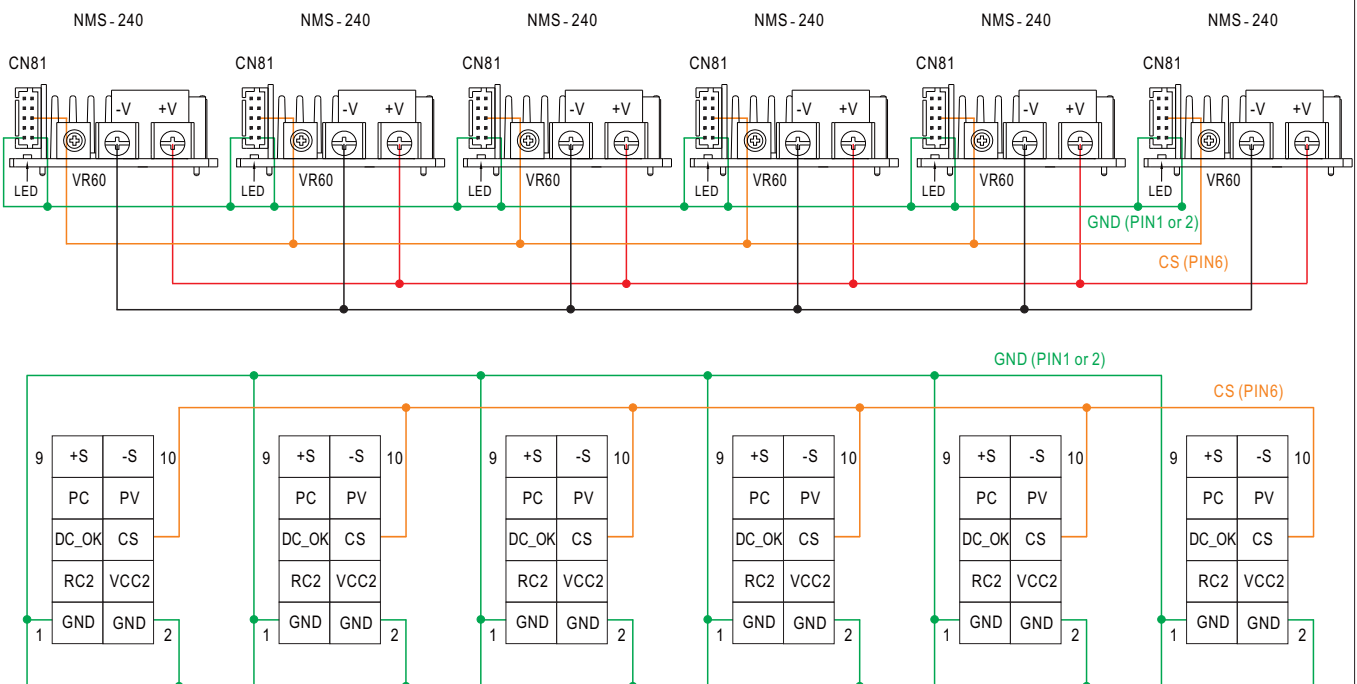 NMS-240 NMS-240 NMS-240 NMS-240 NMS-240 NMS-240
CN81 CN81 CN81 CN81 CN81 CN81
-V +V -V +V -V +V -V +V -V +V -V +V
LED VR60 LED VR60 LED VR60 LED VR60 LED VR60 LED VR60
GND (PIN1 or 2)
CS (PIN6)
GND (PIN1 or 2)
CS (PIN6)
9 +S -S 10 9 +S -S 10 9 +S -S 10 9 +S -S 10 9 +S -S 10 9 +S -S 10
PC PV PC PV PC PV PC PV PC PV PC PV
DC_OK CS DC_OK CS DC_OK CS DC_OK CS DC_OK CS DC_OK CS
RC2 VCC2 RC2 VCC2 RC2 VCC2 RC2 VCC2 RC2 VCC2 RC2 VCC2
1 GND GND 2 1 GND GND 2 1 GND GND 2 1 GND GND 2 1 GND GND 2 1 GND GND 2